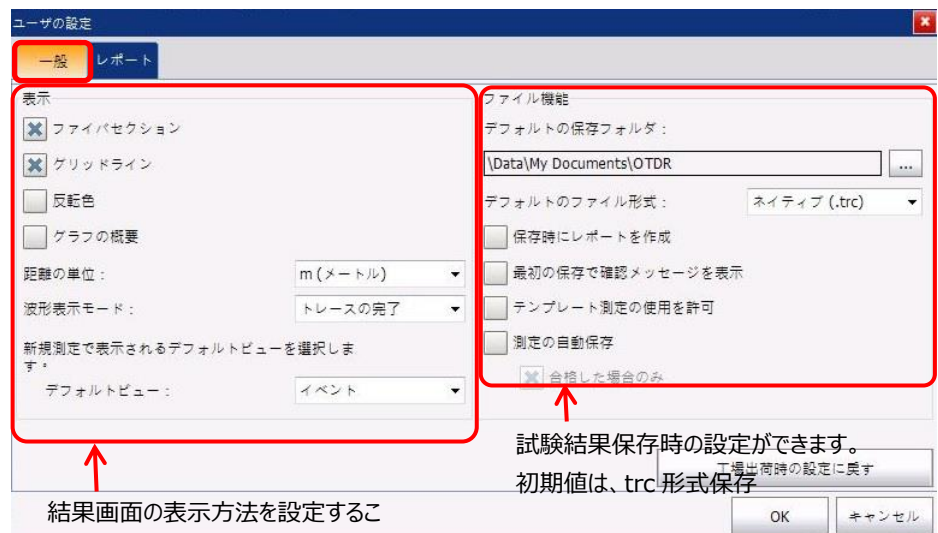 ユーザの設定
一般 レポート
表示
ファイバセクション
グリッドライン
反転色
グラフの概要
距離の単位：
m (メートル)
波形表示モード：
トレースの完了
新規測定で表示されるデフォルトビューを選択しま
す。
デフォルトビュー：
イベント
ファイル機能
デフォルトの保存フォルダ：
\Data\My Documents\OTDR
...
デフォルトのファイル形式：
ネイティブ (.trc)
保存時にレポートを作成
最初の保存で確認メッセージを表示
テンプレート測定の使用を許可
測定の自動保存
合格した場合のみ
試験結果保存時の設定ができます。
初期値は、trc 形式保存
工場出荷時の設定に戻す
結果画面の表示方法を設定するこ
OK
キャンセル